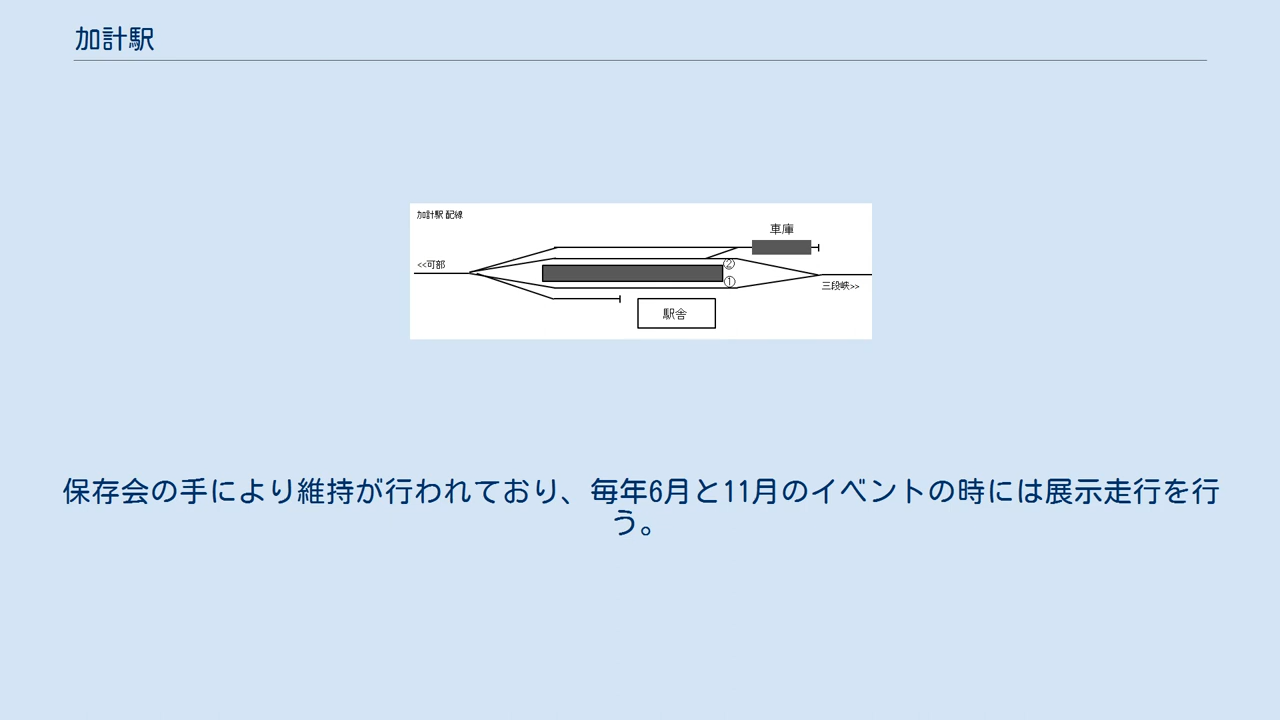 加計駅
加計駅 配線
車庫
<<可部
②
①
三段峡>>
駅舎
保存会の手により維持が行われており、毎年6月と11月のイベントの時には展示走行を行
う。